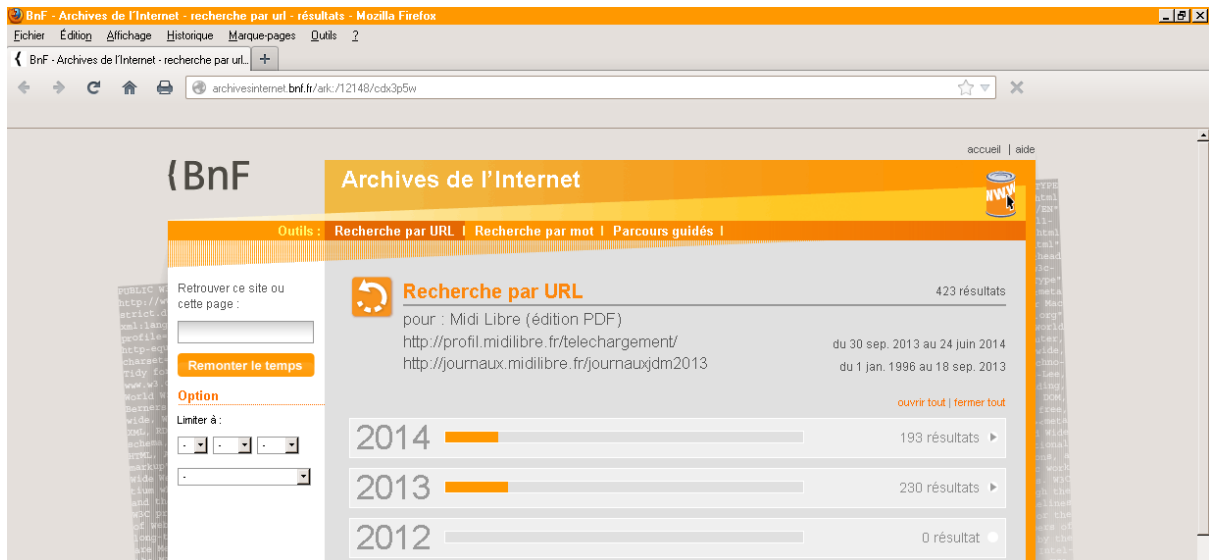 BnF - Archives de l'Internet - recherche par url - résultats - Mozilla Firefox
Fichier Édition Affichage Historique Marque-pages Outils ?
BnF - Archives de l'Internet - recherche par url... +
archivesinternet.bnf.fr/ark:/12148/cdx3p5w
accueil | aide
{BnF
Archives de l'Internet
WWW
Outils : Recherche par URL | Recherche par mot | Parcours guidés |
Retrouver ce site ou
cette page :
Remonter le temps
Option
Limiter à :
Recherche par URL
423 résultats
pour : Midi Libre (édition PDF)
http://profil.midilibre.fr/telechargement/
du 30 sep. 2013 au 24 juin 2014
http://journaux.midilibre.fr/journauxjdm2013
du 1 jan. 1996 au 18 sep. 2013
ouvrir tout | fermer tout
2014 193 résultats
2013 230 résultats
2012 0 résultat